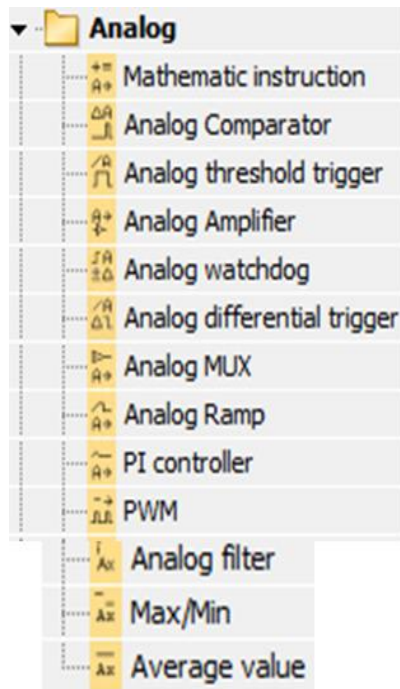 Analog
Mathematic instruction
Analog Comparator
Analog threshold trigger
Analog Amplifier
Analog watchdog
Analog differential trigger
Analog MUX
Analog Ramp
PI controller
PWM
Analog filter
Max/Min
Average value